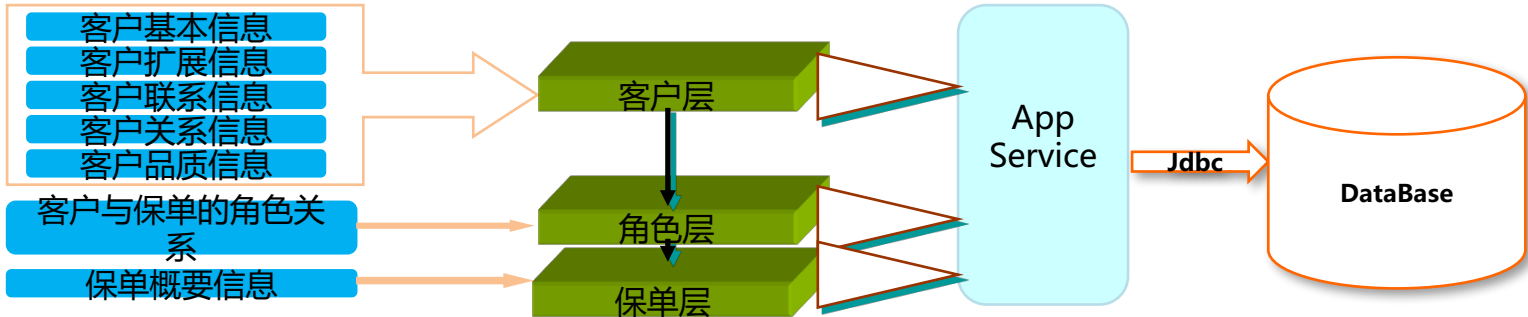 客户基本信息
客户扩展信息
客户联系信息
客户关系信息
客户品质信息
客户与保单的角色关
系
保单概要信息
客户层
角色层
保单层
App
Service
Jdbc
DataBase